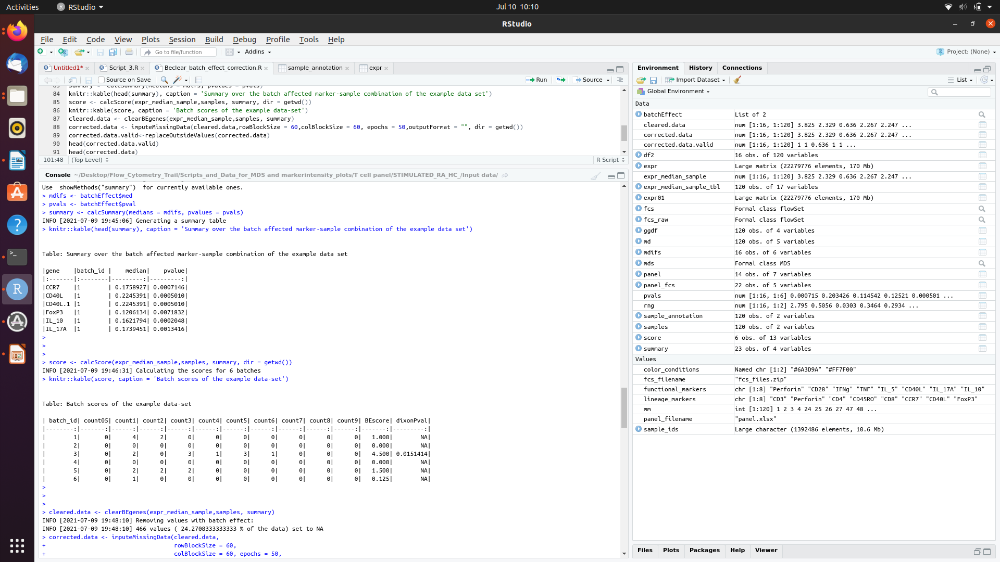 Activities
RStudio
Jul 10 10:10
RStudio
File Edit Code View Plots Session Build Debug Profile Tools Help
Go to file/function
Addins
Project: (None)
Untitled1* Script_3.R Beclear_batch_effect_correction.R sample_annotation expr
Source on Save Run Source
84 knitr::kable(head(summary), caption = 'Summary over the batch affected marker-sample combination of the example data set')
85 score <- calcScore(expr_median_sample,samples, summary, dir = getwd())
86 knitr::kable(score, caption = 'Batch scores of the example data-set')
87 cleared.data <- clearBEgenes(expr_median_sample,samples, summary)
88 corrected.data <- imputeMissingData(cleared.data,rowBlockSize = 60,colBlockSize = 60, epochs = 50,outputFormat = "", dir = getwd())
89 corrected.data.valid<-replaceOutsideValues(corrected.data)
90 head(corrected.data.valid)
91 head(corrected.data)
101:48 (Top Level) R Script
Console ~/Desktop/Flow_Cytometry_Trail/Scripts_and_Data_for_MDS and markerintensity_plots/T cell panel/STIMULATED_RA_HC_/Input data/
Use showMethods("summary") for currently available ones.
> mdifs <- batchEffect$med
> pvals <- batchEffect$pval
> summary <- calcSummary(medians = mdifs, pvalues = pvals)
INFO [2021-07-09 19:45:06] Generating a summary table
> knitr::kable(head(summary), caption = 'Summary over the batch affected marker-sample combination of the example data set')
Table: Summary over the batch affected marker-sample combination of the example data set
|gene |batch_id | median| pvalue|
|:-------|:--------|---------:|---------:|
|CCR7 |1 | 0.1758927| 0.0007146|
|CD40L |1 | 0.2245391| 0.0005010|
|CD40L.1 |1 | 0.2245391| 0.0005010|
|FoxP3 |1 | 0.1206134| 0.0071832|
|IL_10 |1 | 0.1621794| 0.0002048|
|IL_17A |1 | 0.1739451| 0.0013416|
>
>
>
> score <- calcScore(expr_median_sample,samples, summary, dir = getwd())
INFO [2021-07-09 19:46:31] Calculating the scores for 6 batches
> knitr::kable(score, caption = 'Batch scores of the example data-set')
Table: Batch scores of the example data-set
| batch_id| count05| count1| count2| count3| count4| count5| count6| count7| count8| count9| BEscore| dixonPval|
|--------:|-------:|------:|------:|------:|------:|------:|------:|------:|------:|------:|-------:|---------:|
| 1| 0| 4| 2| 0| 0| 0| 0| 0| 0| 0| 1.000| NA|
| 2| 0| 0| 0| 0| 0| 0| 0| 0| 0| 0| 0.000| NA|
| 3| 0| 2| 0| 3| 1| 3| 1| 0| 0| 0| 4.500| 0.0151414|
| 4| 0| 0| 0| 0| 0| 0| 0| 0| 0| 0| 0.000| NA|
| 5| 0| 2| 2| 2| 0| 0| 0| 0| 0| 0| 1.500| NA|
| 6| 0| 1| 0| 0| 0| 0| 0| 0| 0| 0| 0.125| NA|
>
>
>
> cleared.data <- clearBEgenes(expr_median_sample,samples, summary)
INFO [2021-07-09 19:48:10] Removing values with batch effect:
INFO [2021-07-09 19:48:10] 466 values ( 24.2708333333333 % of the data) set to NA
> corrected.data <- imputeMissingData(cleared.data,
+ rowBlockSize = 60,
+ colBlockSize = 60, epochs = 50,
Environment History Connections
Import Dataset List
Global Environment
Data
batchEffect List of 2
cleared.data num [1:16, 1:120] 3.825 2.329 0.636 2.267 2.247 ...
corrected.data num [1:16, 1:120] 3.825 2.329 0.636 2.267 2.247 ...
corrected.data.valid num [1:16, 1:120] 1 1 0.636 1 1 ...
df2 16 obs. of 120 variables
expr Large matrix (22279776 elements, 170 Mb)
expr_median_sample num [1:16, 1:120] 3.825 2.329 0.636 2.267 2.247 ...
expr_median_sample_tbl 120 obs. of 17 variables
expr01 Large matrix (22279776 elements, 170 Mb)
fcs Formal class flowSet
fcs_raw Formal class flowSet
ggdf 120 obs. of 4 variables
md 120 obs. of 5 variables
mdifs 16 obs. of 6 variables
mds Formal class MDS
panel 14 obs. of 7 variables
panel_fcs 22 obs. of 5 variables
pvals num [1:16, 1:6] 0.000715 0.203426 0.114542 0.12521 0.000501 ...
rng num [1:16, 1:2] 2.795 0.5056 0.0303 0.3464 0.2934 ...
sample_annotation 120 obs. of 2 variables
samples 120 obs. of 2 variables
score 6 obs. of 13 variables
summary 23 obs. of 4 variables
Values
color_conditions Named chr [1:2] "#6A3D9A" "#FF7F00"
fcs_filename "fcs_files.zip"
functional_markers chr [1:8] "Perforin" "CD28" "IFNg" "TNF" "IL_5" "CD40L" "IL_17A" "IL_10"
lineage_markers chr [1:8] "CD3" "Perforin" "CD4" "CD45RO" "CD8" "CCR7" "CD40L" "FoxP3"
mm int [1:120] 1 2 3 4 24 25 26 27 47 48 ...
panel_filename "panel.xlsx"
sample_ids Large character (1392486 elements, 10.6 Mb)
Files Plots Packages Help Viewer